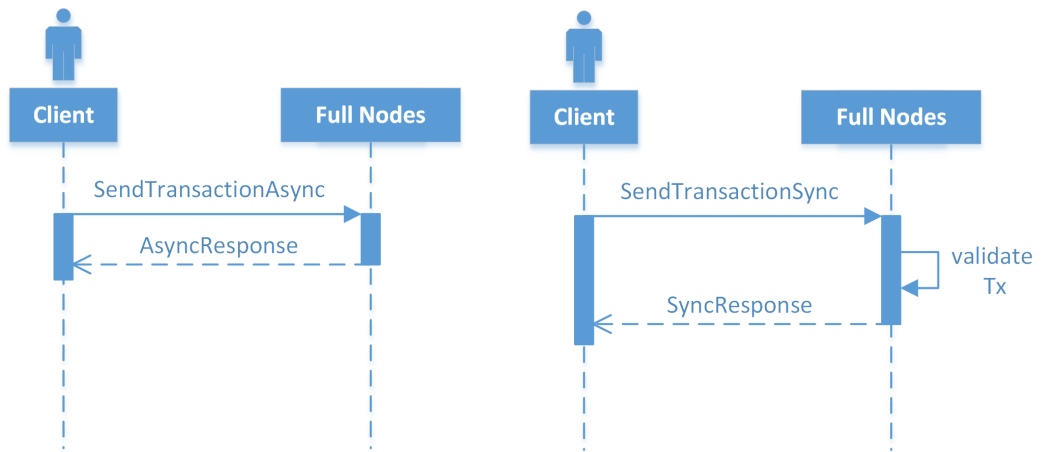 Client
Full Nodes
SendTransactionAsync
AsyncResponse
Client
Full Nodes
SendTransactionSync
validate
Tx
SyncResponse